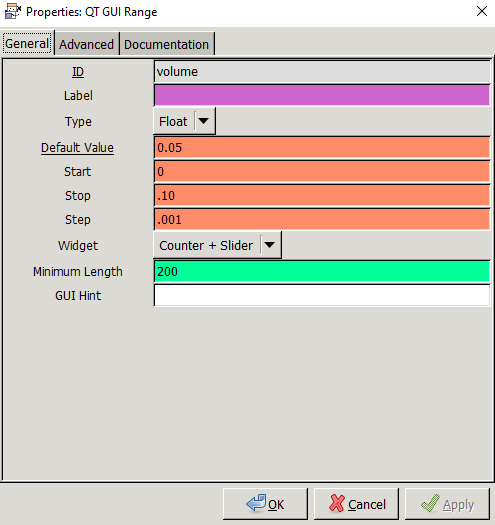 Properties: QT GUI Range
General Advanced Documentation
ID volume
Label
Type Float
Default Value 0.05
Start 0
Stop .10
Step .001
Widget Counter + Slider
Minimum Length 200
GUI Hint
OK Cancel Apply